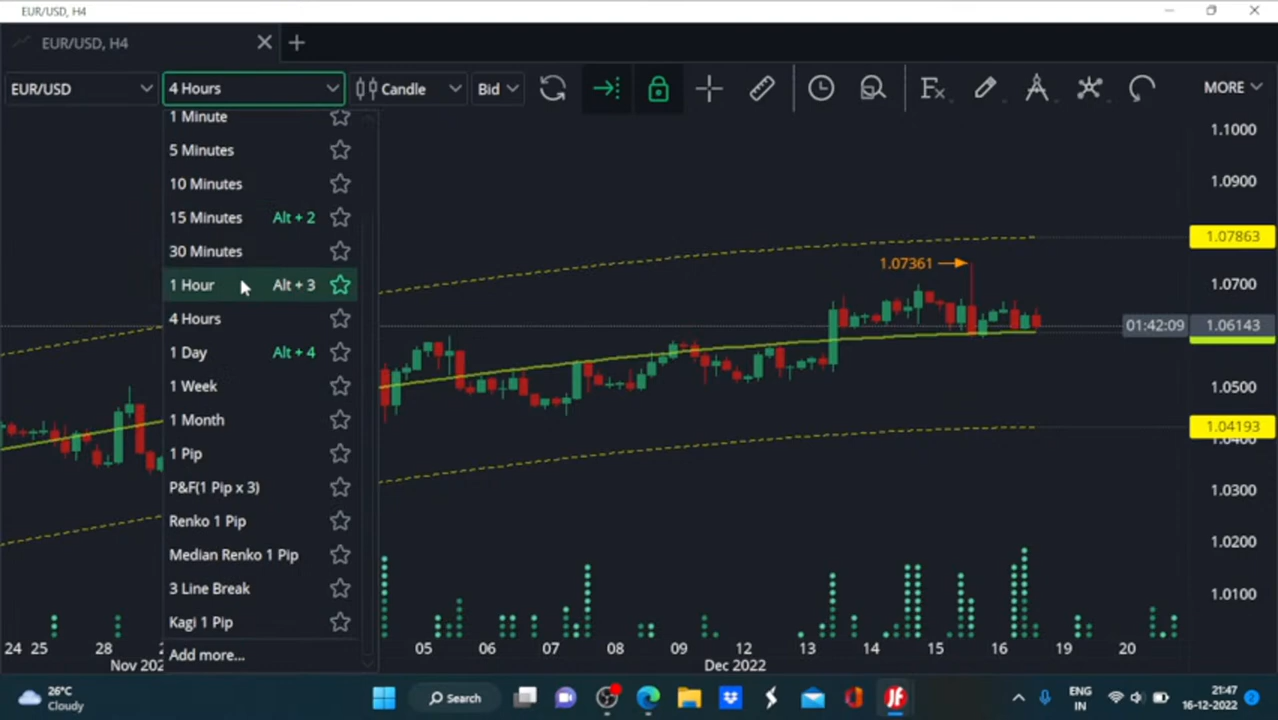 EUR/USD, H4
EUR/USD, H4
EUR/USD 4 Hours Candle Bid MORE
1 Minute
5 Minutes
10 Minutes
15 Minutes Alt + 2
30 Minutes
1 Hour Alt + 3
4 Hours
1 Day Alt + 4
1 Week
1 Month
1 Pip
P&F(1 Pip x 3)
Renko 1 Pip
Median Renko 1 Pip
3 Line Break
Kagi 1 Pip
Add more...
1.07361
01:42:09
1.1000
1.0900
1.07863
1.0700
1.06143
1.0500
1.04193
1.0400
1.0300
1.0200
1.0100
24 25 28 05 06 07 08 09 12 13 14 15 16 19 20
Nov 202 Dec 2022
26°C
Cloudy
Search
ENG
IN
21:47
16-12-2022
2